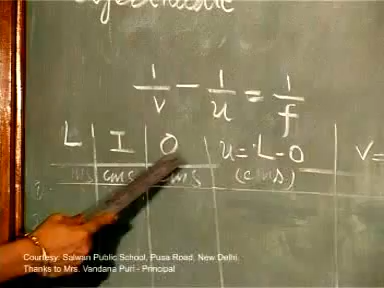 1/v - 1/u = 1/f
L I O u = L - O v =
cms cms (cms)
Courtesy: Salwan Public School, Pusa Road, New Delhi.
Thanks to Mrs. Vandana Puri - Principal